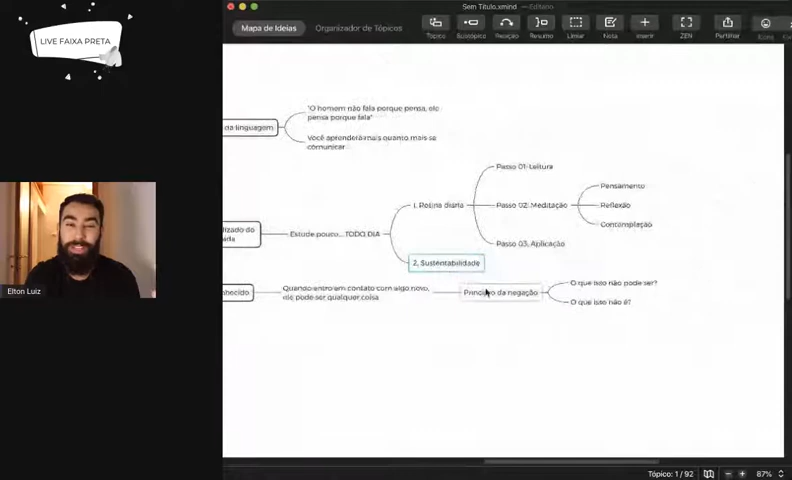 LIVE FAIXA PRETA
Sem Título.xmind — Editado
Mapa de Ideias
Organizador de Tópicos
Tópico
Subtópico
Relação
Resumo
Limitar
Nota
Inserir
ZEN
Partilhar
Ícone
"O homem não fala porque pensa, ele
pensa porque fala"
da linguagem
Você aprenderá mais quanto mais se
comunicar.
Passo 01: Leitura
Pensamento
1. Rotina diária
Passo 02: Meditação
Reflexão
Contemplação
Estude pouco... TODO DIA
Passo 03: Aplicação
2. Sustentabilidade
Quando entro em contato com algo novo,
ele pode ser qualquer coisa
Princípio da negação
O que isso não pode ser?
O que isso não é?
Elton Luiz
Tópico: 1 / 92
87%